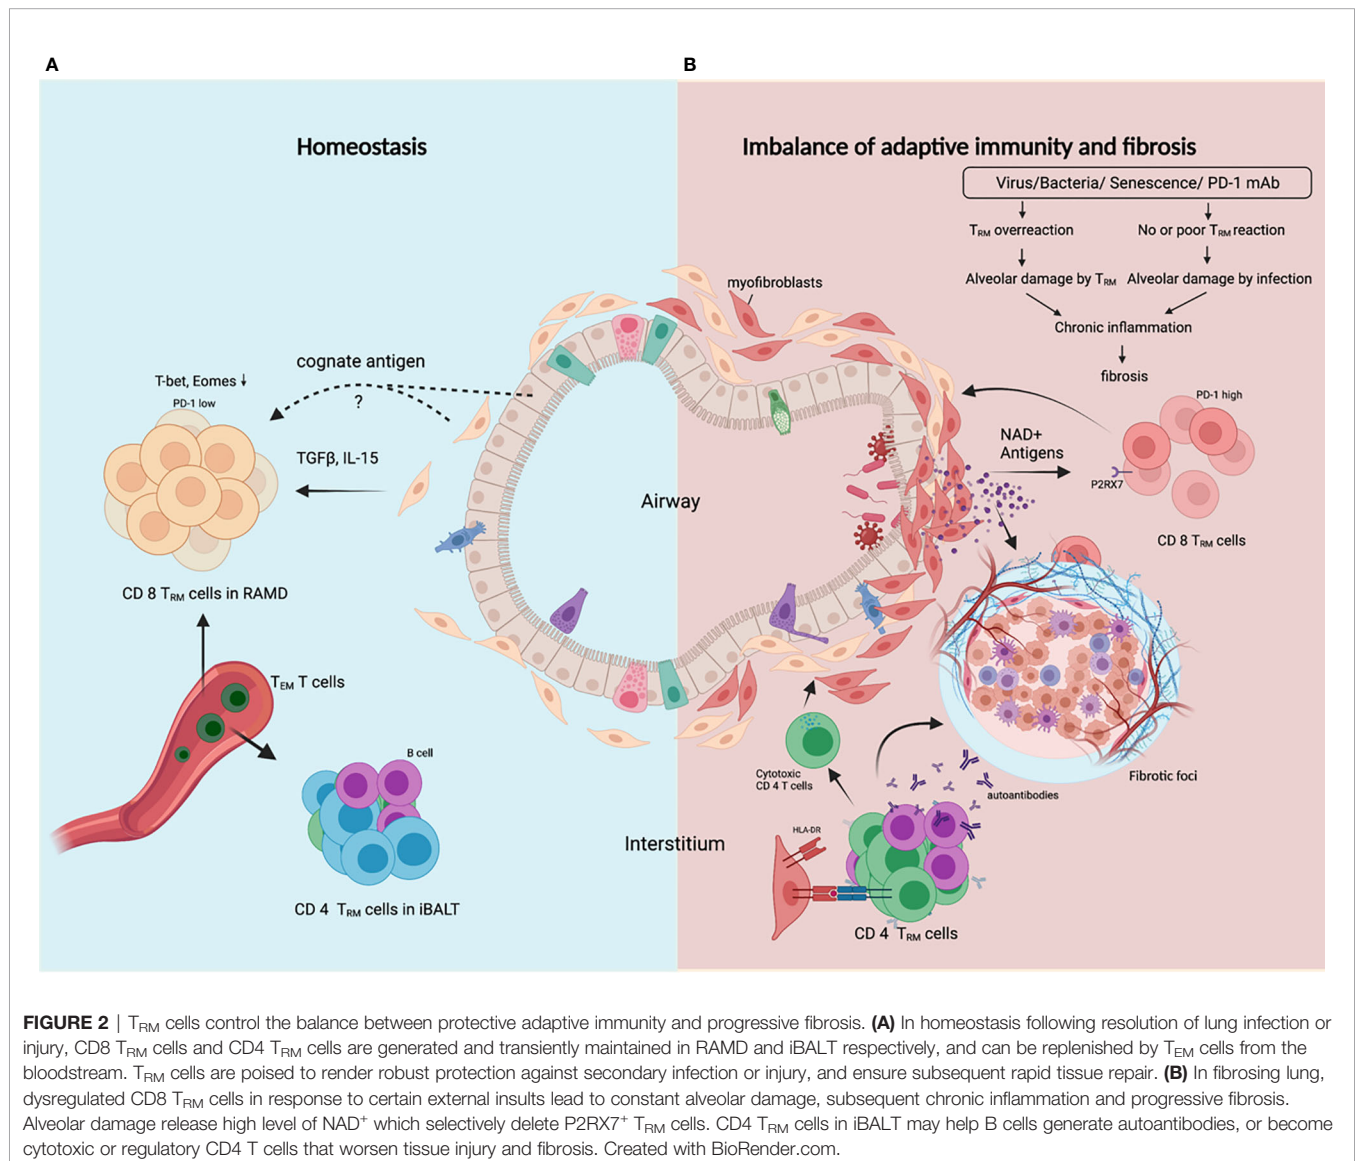 A
B
Homeostasis
Imbalance of adaptive immunity and fibrosis
Virus/Bacteria/ Senescence/ PD-1 mAb
TRM overreaction
No or poor TRM reaction
Alveolar damage by TRM
Alveolar damage by infection
Chronic inflammation
fibrosis
myofibroblasts
cognate antigen
?
T-bet, Eomes ↓
PD-1 low
TGFβ, IL-15
CD 8 TRM cells in RAMD
TEM T cells
B cell
CD 4 TRM cells in iBALT
Airway
Interstitium
NAD+
Antigens
PD-1 high
P2RX7
CD 8 TRM cells
Fibrotic foci
Cytotoxic
CD 4 T cells
autoantibodies
HLA-DR
CD 4 TRM cells
FIGURE 2 | TRM cells control the balance between protective adaptive immunity and progressive fibrosis. (A) In homeostasis following resolution of lung infection or
injury, CD8 TRM cells and CD4 TRM cells are generated and transiently maintained in RAMD and iBALT respectively, and can be replenished by TEM cells from the
bloodstream. TRM cells are poised to render robust protection against secondary infection or injury, and ensure subsequent rapid tissue repair. (B) In fibrosing lung,
dysregulated CD8 TRM cells in response to certain external insults lead to constant alveolar damage, subsequent chronic inflammation and progressive fibrosis.
Alveolar damage release high level of NAD+ which selectively delete P2RX7+ TRM cells. CD4 TRM cells in iBALT may help B cells generate autoantibodies, or become
cytotoxic or regulatory CD4 T cells that worsen tissue injury and fibrosis. Created with BioRender.com.